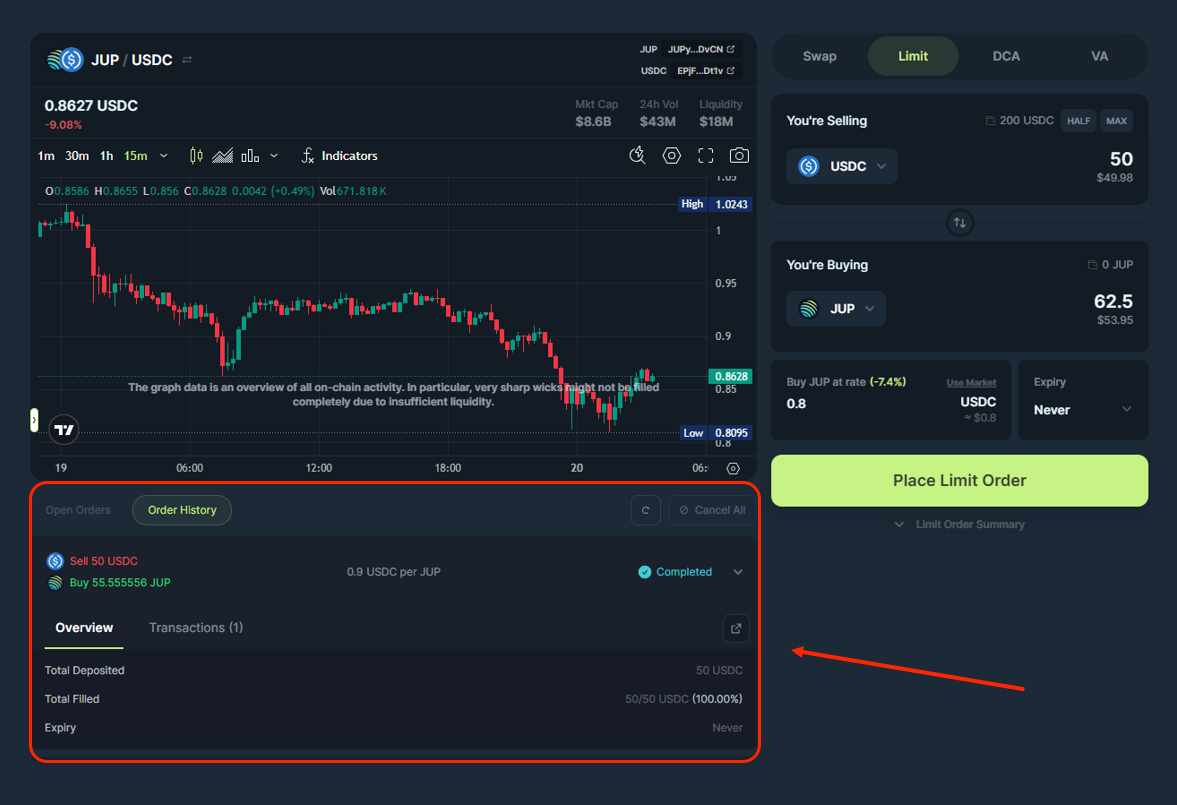 JUP / USDC
JUP JUPy...DvCN
USDC EPjF...Dt1v
0.8627 USDC
-9.08%
Mkt Cap
$8.6B
24h Vol
$43M
Liquidity
$18M
1m 30m 1h 15m Indicators
O0.8586 H0.8655 L0.856 C0.8628 0.0042 (+0.49%) Vol671.818K
1.05
High 1.0243
1
0.95
0.9
0.8628
0.85
The graph data is an overview of all on-chain activity. In particular, very sharp wicks might not be filled
completely due to insufficient liquidity.
Low 0.8095
0.8
19 06:00 12:00 18:00 20 06:
Open Orders
Order History
Cancel All
Sell 50 USDC
Buy 55.555556 JUP
0.9 USDC per JUP
Completed
Overview
Transactions (1)
Total Deposited 50 USDC
Total Filled 50/50 USDC (100.00%)
Expiry Never
Swap Limit DCA VA
You're Selling
200 USDC HALF MAX
USDC
50
$49.98
You're Buying
0 JUP
JUP
62.5
$53.95
Buy JUP at rate (-7.4%)
Use Market
0.8
USDC
≈ $0.8
Expiry
Never
Place Limit Order
Limit Order Summary